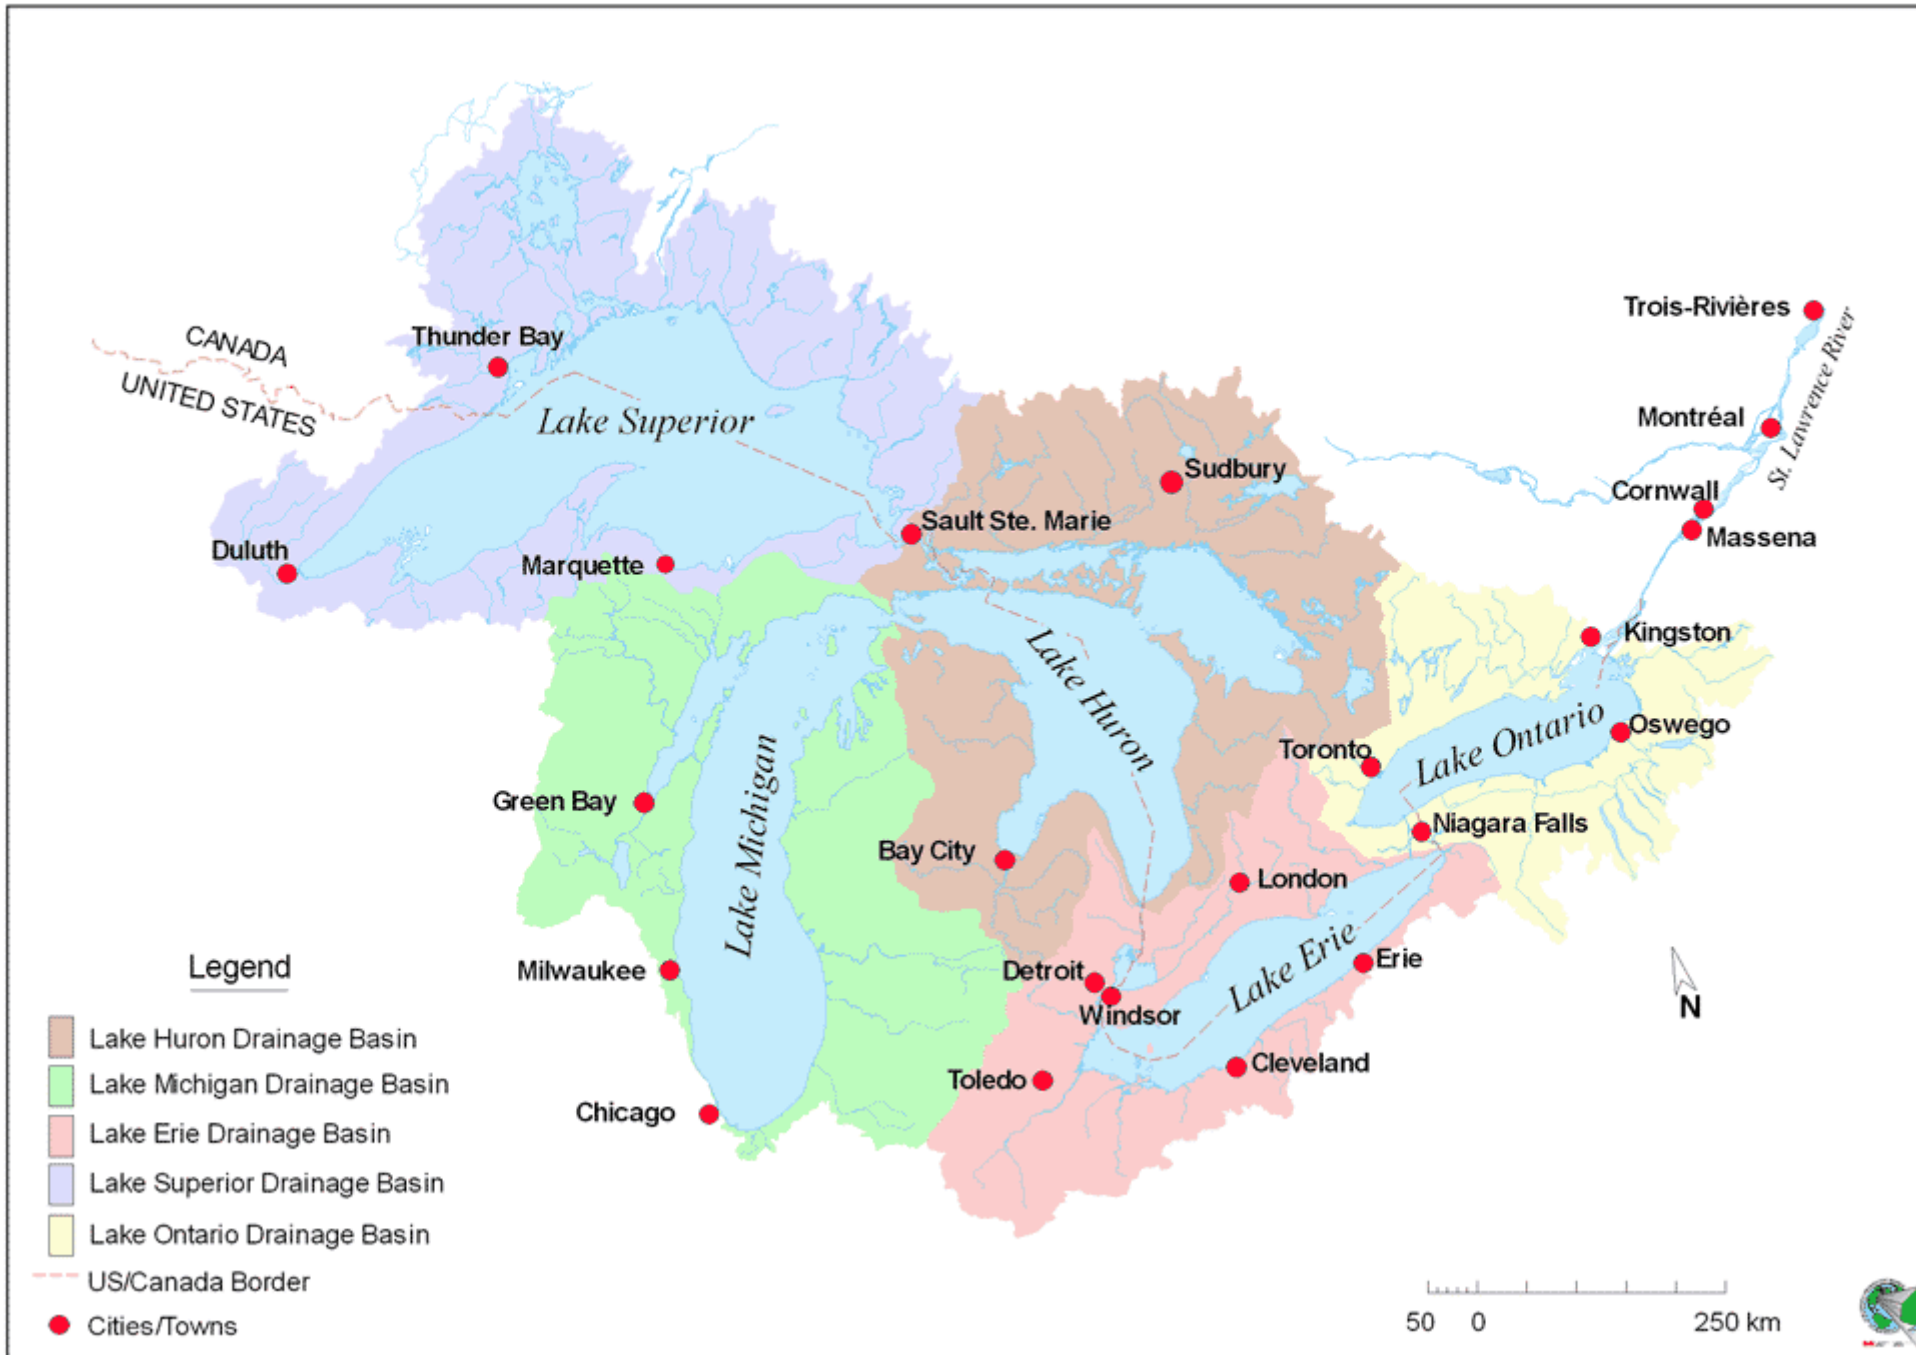 Trois-Rivières
CANADA
Thunder Bay
UNITED STATES
St. Lawrence River
Montréal
Lake Superior
Sudbury
Cornwall
Sault Ste. Marie
Massena
Duluth
Marquette
Kingston
Lake Huron
Oswego
Lake Ontario
Toronto
Green Bay
Lake Michigan
Niagara Falls
Bay City
London
Milwaukee
Detroit
Erie
Lake Erie
Windsor
Cleveland
Toledo
Chicago
N
Legend
Lake Huron Drainage Basin
Lake Michigan Drainage Basin
Lake Erie Drainage Basin
Lake Superior Drainage Basin
Lake Ontario Drainage Basin
US/Canada Border
Cities/Towns
50 0 250 km